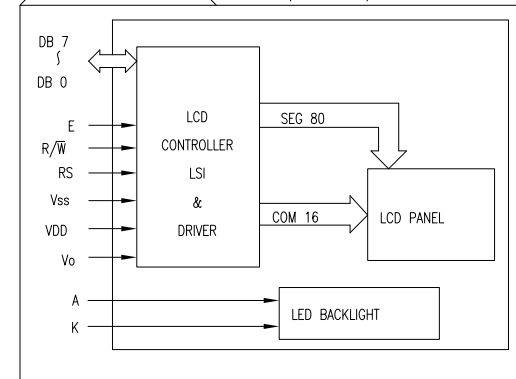 DB 7
∫
DB 0
E
R/W̅
RS
Vss
VDD
Vo
A
K
LCD
CONTROLLER
LSI
&
DRIVER
SEG 80
COM 16
LCD PANEL
LED BACKLIGHT